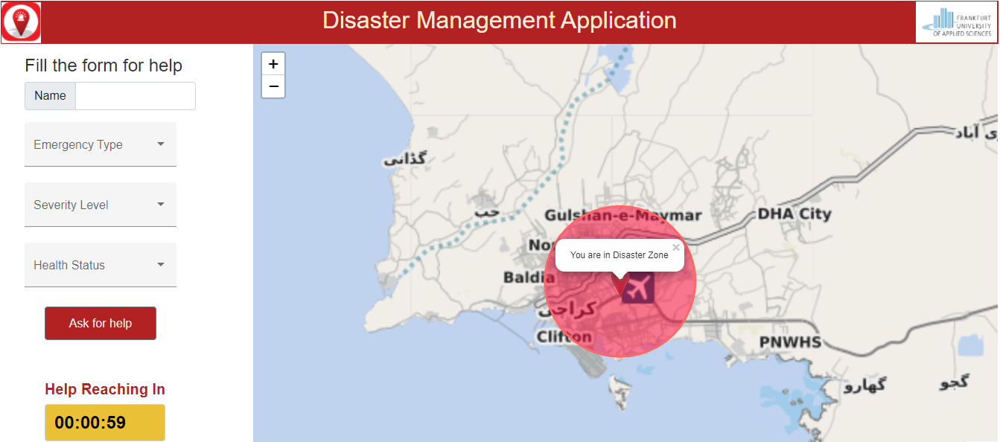 Disaster Management Application
FRANKFURT
UNIVERSITY
OF APPLIED SCIENCES
Fill the form for help
Name
Emergency Type
Severity Level
Health Status
Ask for help
Help Reaching In
00:00:59
+
−
گڈانی
حب
Gulshan-e-Maymar
DHA City
You are in Disaster Zone ×
Baldia
کراچی
Clifton
PNWHS
گھارو
گجو